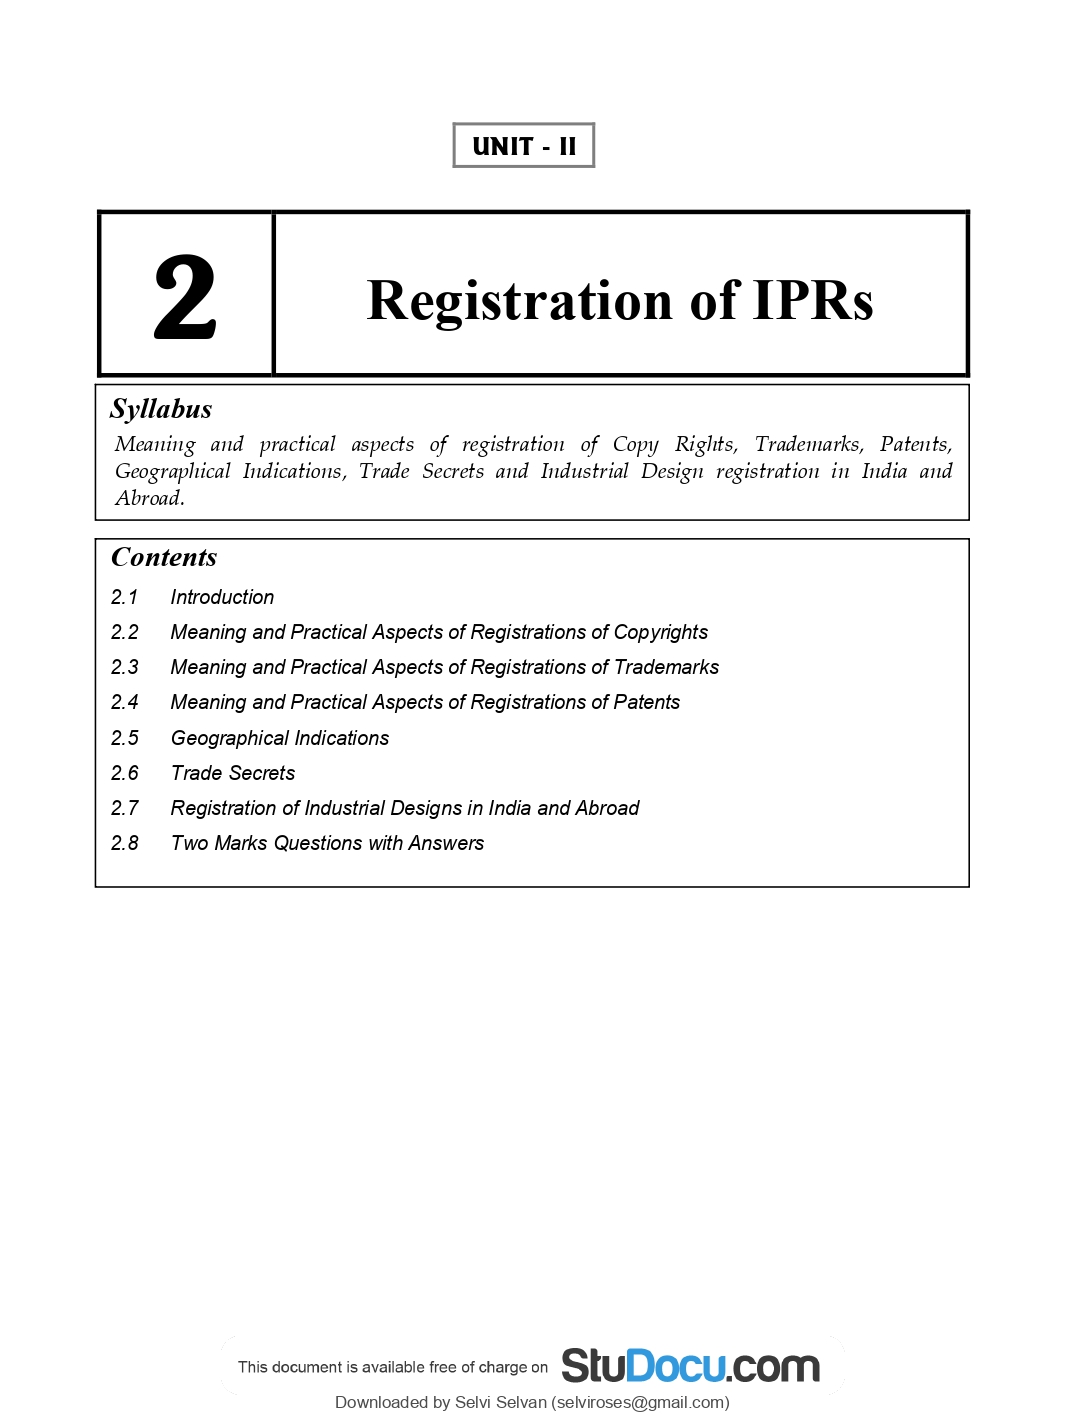 UNIT - II
2
Registration of IPRs
Syllabus
Meaning and practical aspects of registration of Copy Rights, Trademarks, Patents,
Geographical Indications, Trade Secrets and Industrial Design registration in India and
Abroad.
Contents
2.1 Introduction
2.2 Meaning and Practical Aspects of Registrations of Copyrights
2.3 Meaning and Practical Aspects of Registrations of Trademarks
2.4 Meaning and Practical Aspects of Registrations of Patents
2.5 Geographical Indications
2.6 Trade Secrets
2.7 Registration of Industrial Designs in India and Abroad
2.8 Two Marks Questions with Answers
This document is available free of charge on StuDocu.com
Downloaded by Selvi Selvan (selviroses@gmail.com)